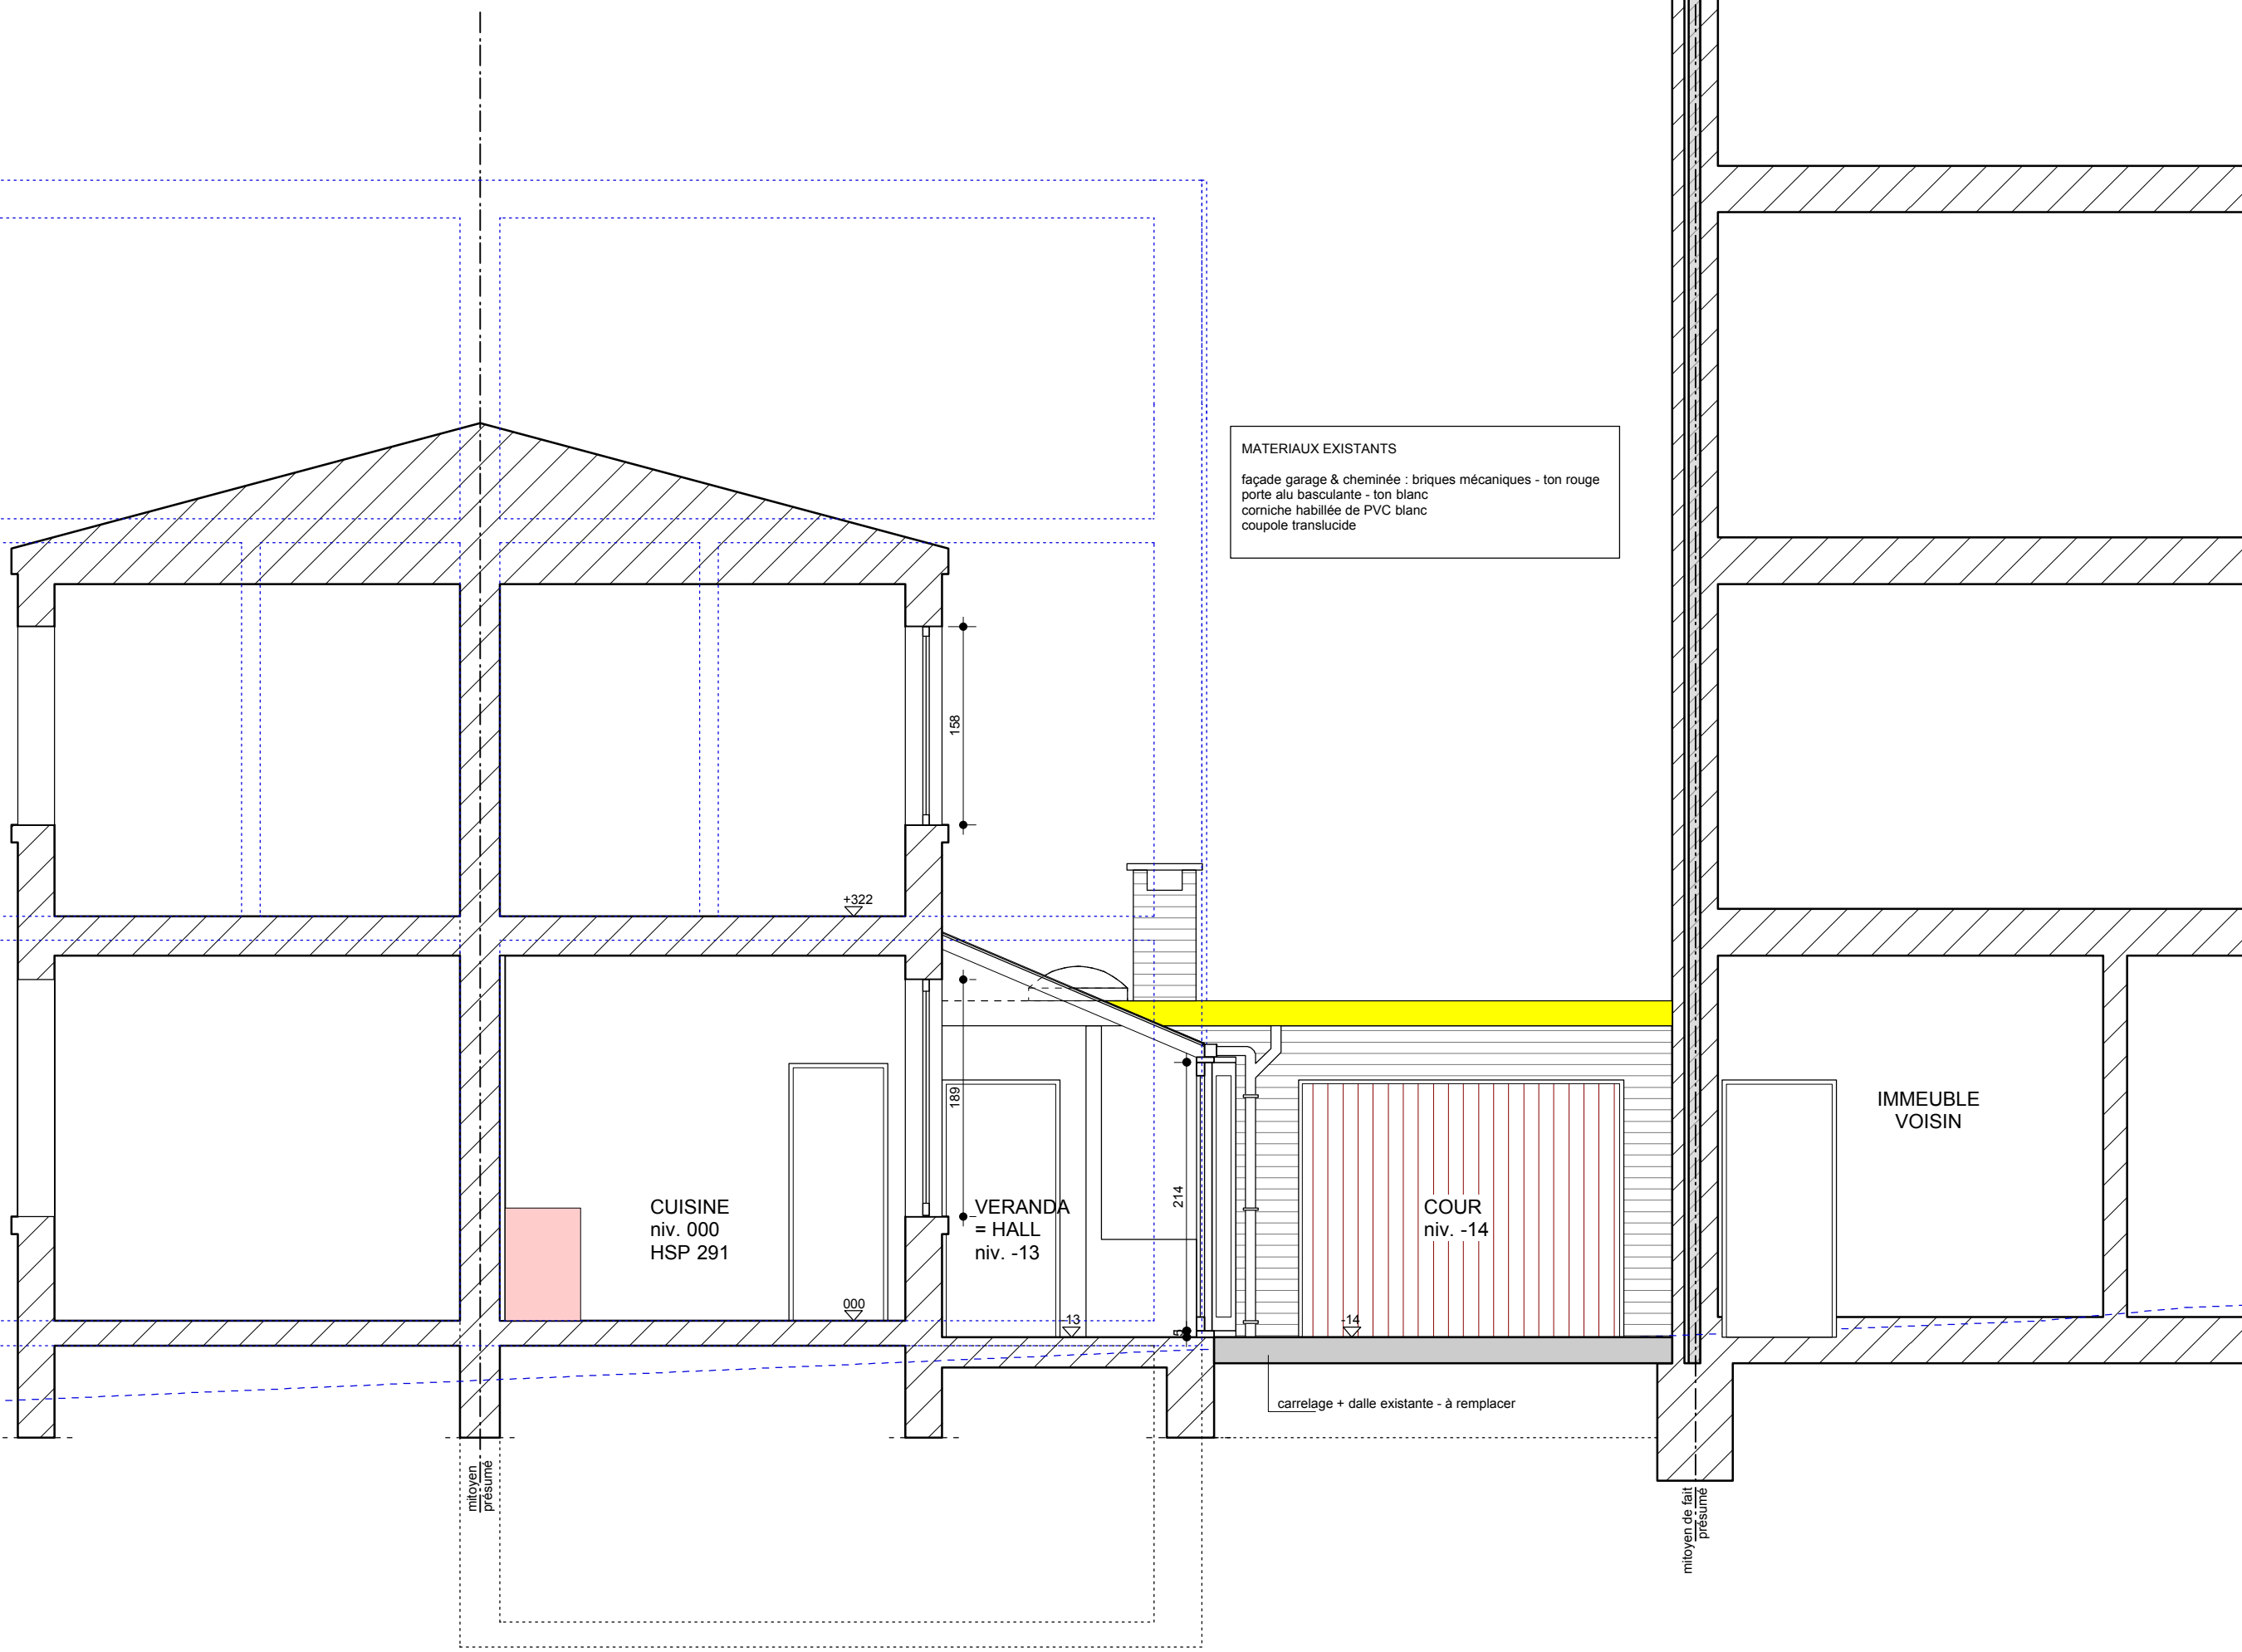 MATERIAUX EXISTANTS
façade garage & cheminée : briques mécaniques - ton rouge
porte alu basculante - ton blanc
corniche habillée de PVC blanc
coupole translucide
158
+322
189
214
IMMEUBLE
VOISIN
CUISINE
niv. 000
HSP 291
VERANDA
= HALL
niv. -13
COUR
niv. -14
000
-13
-14
carrelage + dalle existante - à remplacer
mitoyen
présumé
mitoyen de fait
présumé